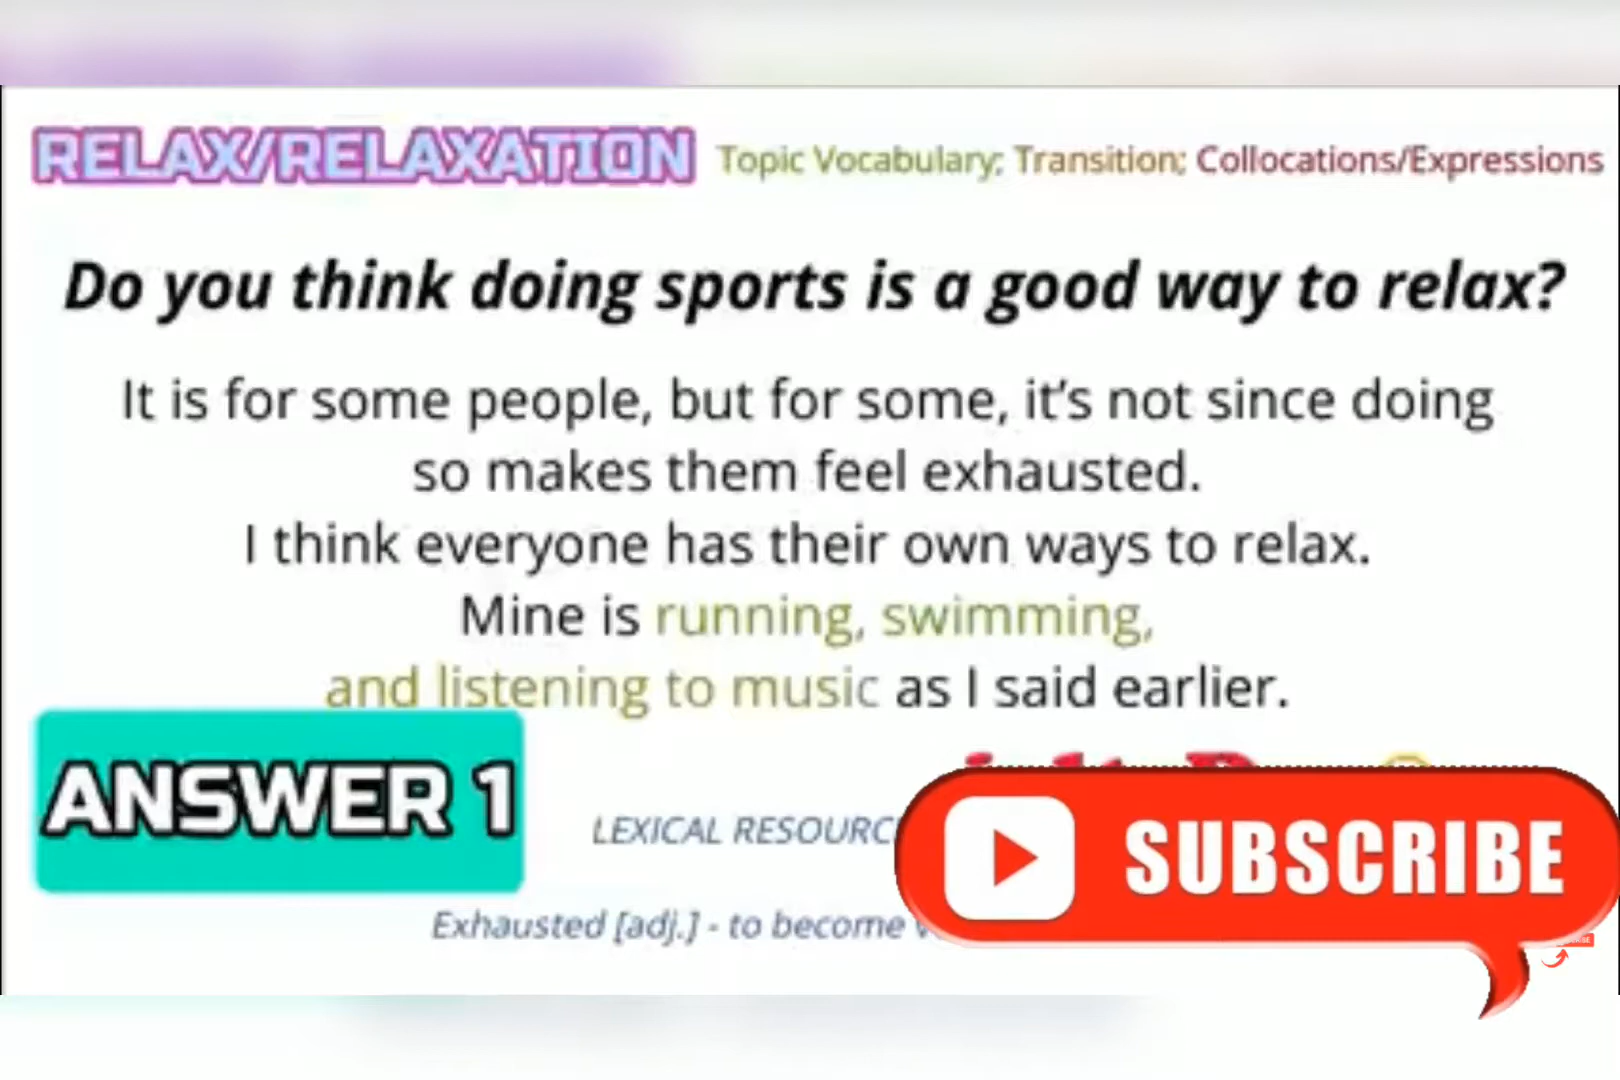 RELAX/RELAXATION Topic Vocabulary; Transition; Collocations/Expressions
Do you think doing sports is a good way to relax?
It is for some people, but for some, it's not since doing
so makes them feel exhausted.
I think everyone has their own ways to relax.
Mine is running, swimming,
and listening to music as I said earlier.
ANSWER 1
LEXICAL
SUBSCRIBE
Exhausted [adj.] - to become